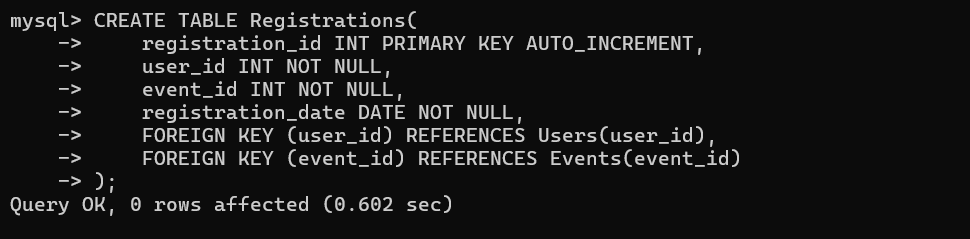 mysql> CREATE TABLE Registrations(
    ->     registration_id INT PRIMARY KEY AUTO_INCREMENT,
    ->     user_id INT NOT NULL,
    ->     event_id INT NOT NULL,
    ->     registration_date DATE NOT NULL,
    ->     FOREIGN KEY (user_id) REFERENCES Users(user_id),
    ->     FOREIGN KEY (event_id) REFERENCES Events(event_id)
    -> );
Query OK, 0 rows affected (0.602 sec)